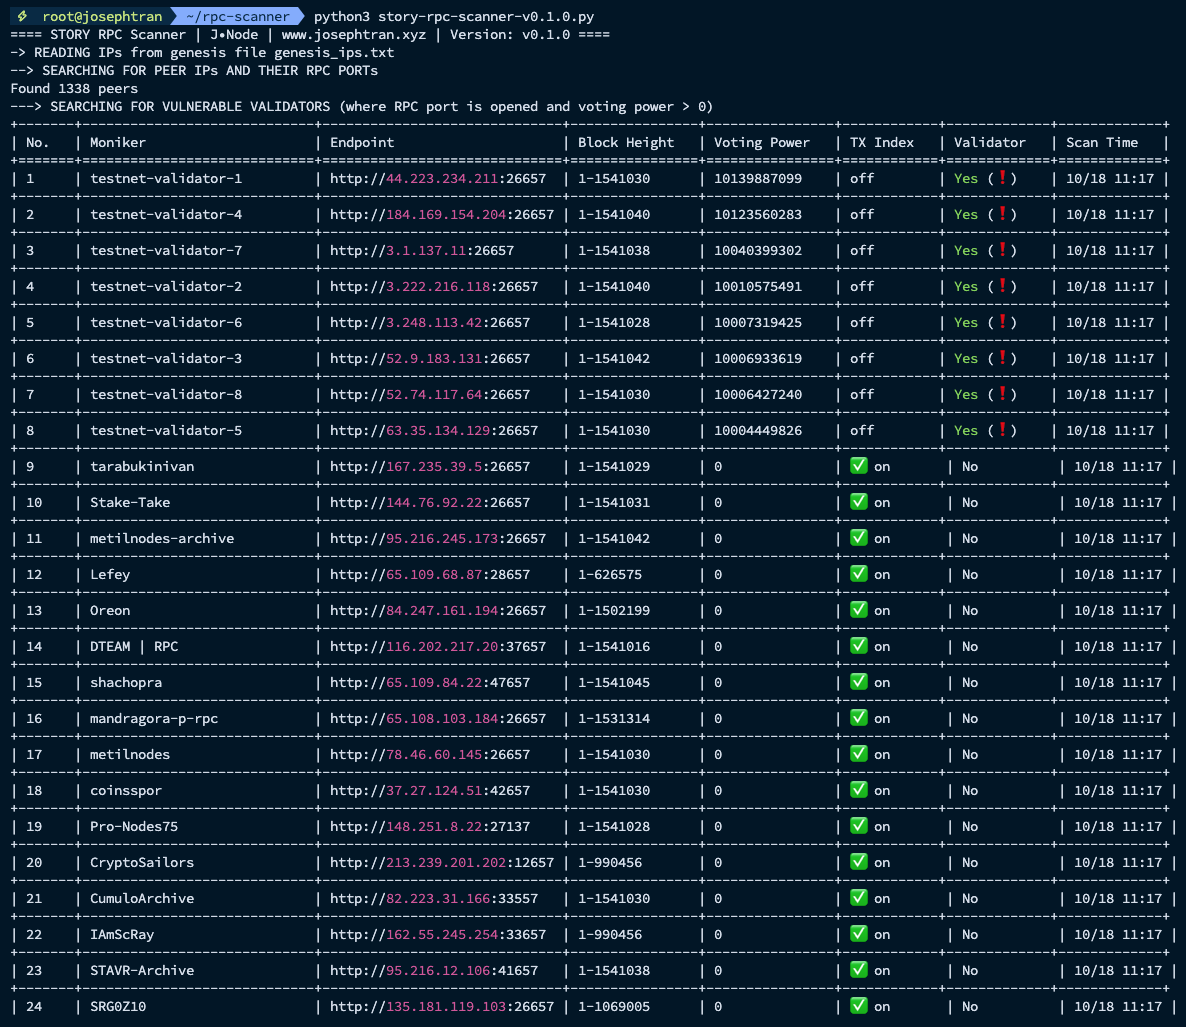 root@josephtran ~/rpc-scanner python3 story-rpc-scanner-v0.1.0.py
==== STORY RPC Scanner | J•Node | www.josephtran.xyz | Version: v0.1.0 ====
-> READING IPs from genesis file genesis_ips.txt
--> SEARCHING FOR PEER IPs AND THEIR RPC PORTs
Found 1338 peers
---> SEARCHING FOR VULNERABLE VALIDATORS (where RPC port is opened and voting power > 0)
| No. | Moniker | Endpoint | Block Height | Voting Power | TX Index | Validator | Scan Time |
| 1 | testnet-validator-1 | http://44.223.234.211:26657 | 1-1541030 | 10139887099 | off | Yes (❗) | 10/18 11:17 |
| 2 | testnet-validator-4 | http://184.169.154.204:26657 | 1-1541040 | 10123560283 | off | Yes (❗) | 10/18 11:17 |
| 3 | testnet-validator-7 | http://3.1.137.11:26657 | 1-1541038 | 10040399302 | off | Yes (❗) | 10/18 11:17 |
| 4 | testnet-validator-2 | http://3.222.216.118:26657 | 1-1541040 | 10010575491 | off | Yes (❗) | 10/18 11:17 |
| 5 | testnet-validator-6 | http://3.248.113.42:26657 | 1-1541028 | 10007319425 | off | Yes (❗) | 10/18 11:17 |
| 6 | testnet-validator-3 | http://52.9.183.131:26657 | 1-1541042 | 10006933619 | off | Yes (❗) | 10/18 11:17 |
| 7 | testnet-validator-8 | http://52.74.117.64:26657 | 1-1541030 | 10006427240 | off | Yes (❗) | 10/18 11:17 |
| 8 | testnet-validator-5 | http://63.35.134.129:26657 | 1-1541030 | 10004449826 | off | Yes (❗) | 10/18 11:17 |
| 9 | tarabukinivan | http://167.235.39.5:26657 | 1-1541029 | 0 | ✅ on | No | 10/18 11:17 |
| 10 | Stake-Take | http://144.76.92.22:26657 | 1-1541031 | 0 | ✅ on | No | 10/18 11:17 |
| 11 | metilnodes-archive | http://95.216.245.173:26657 | 1-1541042 | 0 | ✅ on | No | 10/18 11:17 |
| 12 | Lefey | http://65.109.68.87:28657 | 1-626575 | 0 | ✅ on | No | 10/18 11:17 |
| 13 | Oreon | http://84.247.161.194:26657 | 1-1502199 | 0 | ✅ on | No | 10/18 11:17 |
| 14 | DTEAM | RPC | http://116.202.217.20:37657 | 1-1541016 | 0 | ✅ on | No | 10/18 11:17 |
| 15 | shachopra | http://65.109.84.22:47657 | 1-1541045 | 0 | ✅ on | No | 10/18 11:17 |
| 16 | mandragora-p-rpc | http://65.108.103.184:26657 | 1-1531314 | 0 | ✅ on | No | 10/18 11:17 |
| 17 | metilnodes | http://78.46.60.145:26657 | 1-1541030 | 0 | ✅ on | No | 10/18 11:17 |
| 18 | coinsspor | http://37.27.124.51:42657 | 1-1541030 | 0 | ✅ on | No | 10/18 11:17 |
| 19 | Pro-Nodes75 | http://148.251.8.22:27137 | 1-1541028 | 0 | ✅ on | No | 10/18 11:17 |
| 20 | CryptoSailors | http://213.239.201.202:12657 | 1-990456 | 0 | ✅ on | No | 10/18 11:17 |
| 21 | CumuloArchive | http://82.223.31.166:33557 | 1-1541030 | 0 | ✅ on | No | 10/18 11:17 |
| 22 | IAmScRay | http://162.55.245.254:33657 | 1-990456 | 0 | ✅ on | No | 10/18 11:17 |
| 23 | STAVR-Archive | http://95.216.12.106:41657 | 1-1541038 | 0 | ✅ on | No | 10/18 11:17 |
| 24 | SRG0Z10 | http://135.181.119.103:26657 | 1-1069005 | 0 | ✅ on | No | 10/18 11:17 |